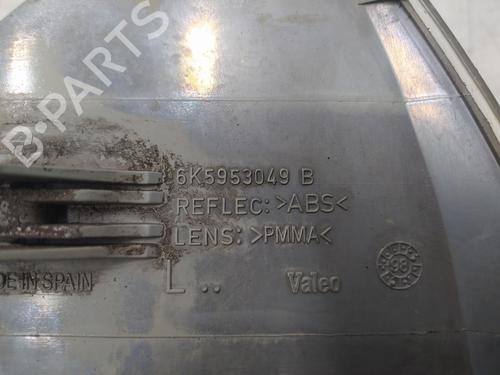 B-PARTS
6K5953049 B
REFLEC: >ABS<
LENS: >PMMA<
DE IN SPAIN
L.. Valeo